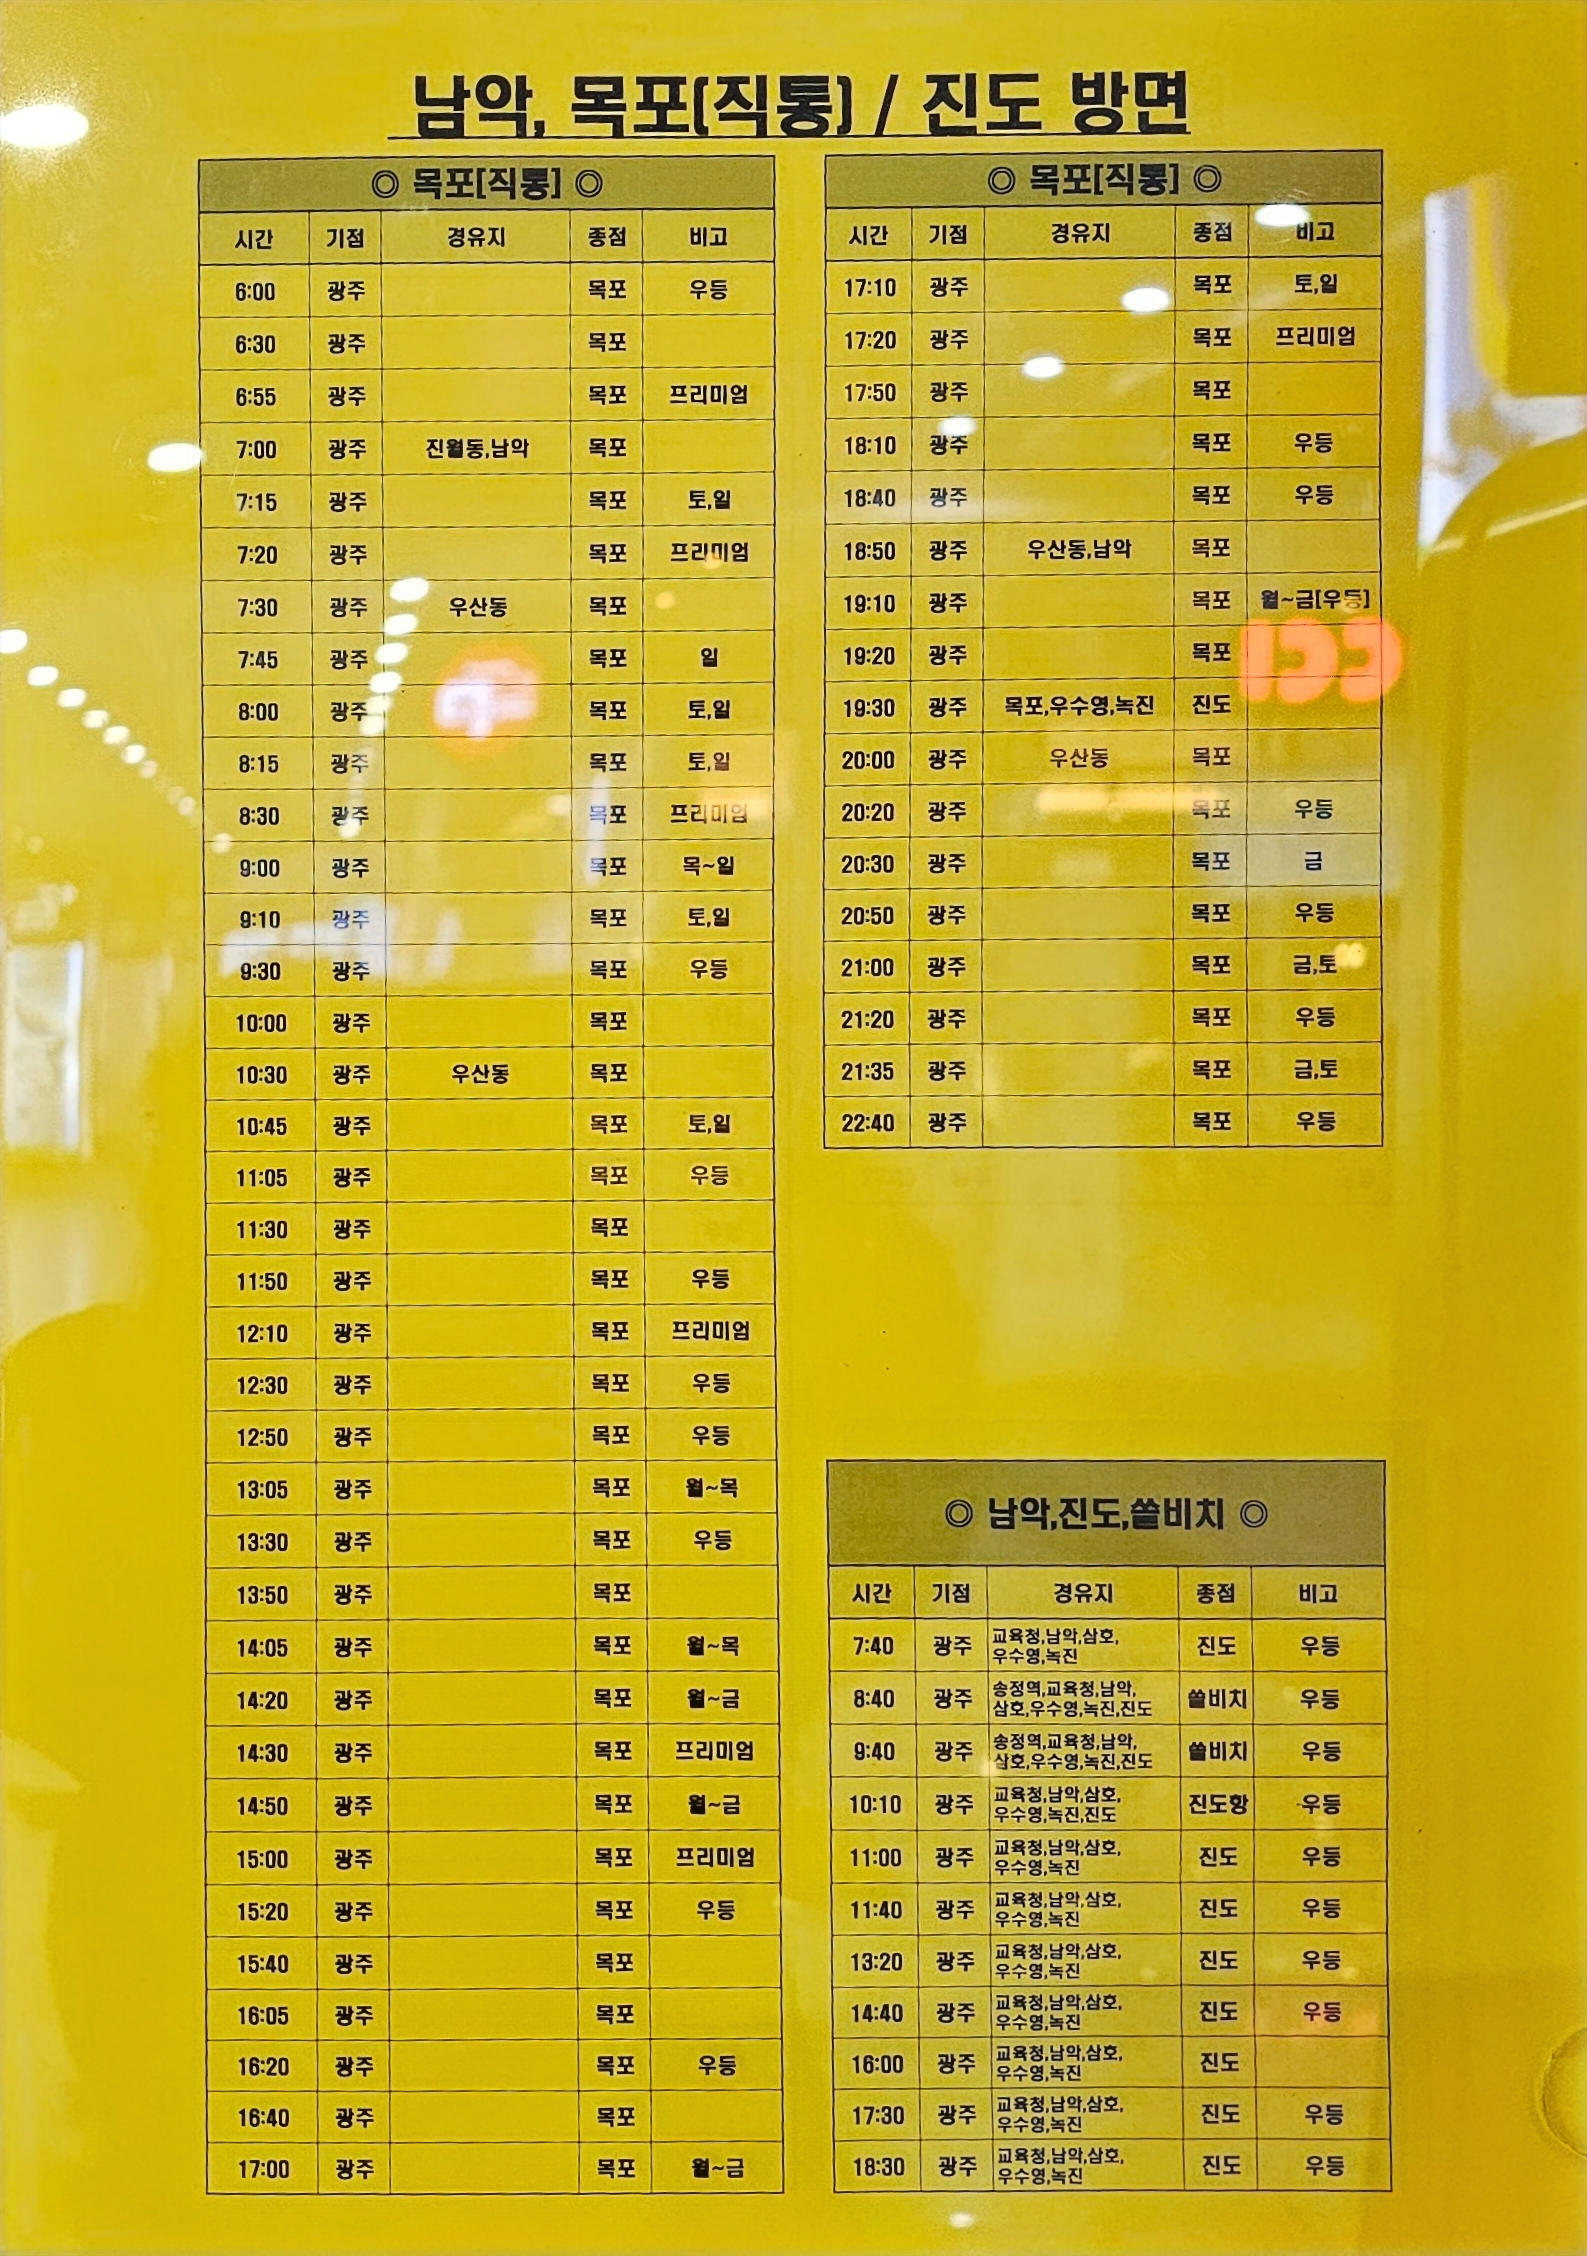 남악, 목포[직통] / 진도 방면
◎ 목포[직통] ◎
시간 기점 경유지 종점 비고
6:00 광주 목포 우등
6:30 광주 목포
6:55 광주 목포 프리미엄
7:00 광주 진월동,남악 목포
7:15 광주 목포 토,일
7:20 광주 목포 프리미엄
7:30 광주 우산동 목포
7:45 광주 목포 일
8:00 광주 목포 토,일
8:15 광주 목포 토,일
8:30 광주 목포 프리미엄
9:00 광주 목포 목~일
9:10 광주 목포 토,일
9:30 광주 목포 우등
10:00 광주 목포
10:30 광주 우산동 목포
10:45 광주 목포 토,일
11:05 광주 목포 우등
11:30 광주 목포
11:50 광주 목포 우등
12:10 광주 목포 프리미엄
12:30 광주 목포 우등
12:50 광주 목포 우등
13:05 광주 목포 월~목
13:30 광주 목포 우등
13:50 광주 목포
14:05 광주 목포 월~목
14:20 광주 목포 월~금
14:30 광주 목포 프리미엄
14:50 광주 목포 월~금
15:00 광주 목포 프리미엄
15:20 광주 목포 우등
15:40 광주 목포
16:05 광주 목포
16:20 광주 목포 우등
16:40 광주 목포
17:00 광주 목포 월~금
◎ 목포[직통] ◎
시간 기점 경유지 종점 비고
17:10 광주 목포 토,일
17:20 광주 목포 프리미엄
17:50 광주 목포
18:10 광주 목포 우등
18:40 광주 목포 우등
18:50 광주 우산동,남악 목포
19:10 광주 목포 월~금[우등]
19:20 광주 목포
19:30 광주 목포,우수영,녹진 진도
20:00 광주 우산동 목포
20:20 광주 목포 우등
20:30 광주 목포 금
20:50 광주 목포 우등
21:00 광주 목포 금,토
21:20 광주 목포 우등
21:35 광주 목포 금,토
22:40 광주 목포 우등
◎ 남악,진도,쏠비치 ◎
시간 기점 경유지 종점 비고
7:40 광주 교육청,남악,삼호,
우수영,녹진 진도 우등
8:40 광주 송정역,교육청,남악,
삼호,우수영,녹진,진도 쏠비치 우등
9:40 광주 송정역,교육청,남악,
삼호,우수영,녹진,진도 쏠비치 우등
10:10 광주 교육청,남악,삼호,
우수영,녹진,진도 진도항 우등
11:00 광주 교육청,남악,삼호,
우수영,녹진 진도 우등
11:40 광주 교육청,남악,삼호,
우수영,녹진 진도 우등
13:20 광주 교육청,남악,삼호,
우수영,녹진 진도 우등
14:40 광주 교육청,남악,삼호,
우수영,녹진 진도 우등
16:00 광주 교육청,남악,삼호,
우수영,녹진 진도
17:30 광주 교육청,남악,삼호,
우수영,녹진 진도 우등
18:30 광주 교육청,남악,삼호,
우수영,녹진 진도 우등